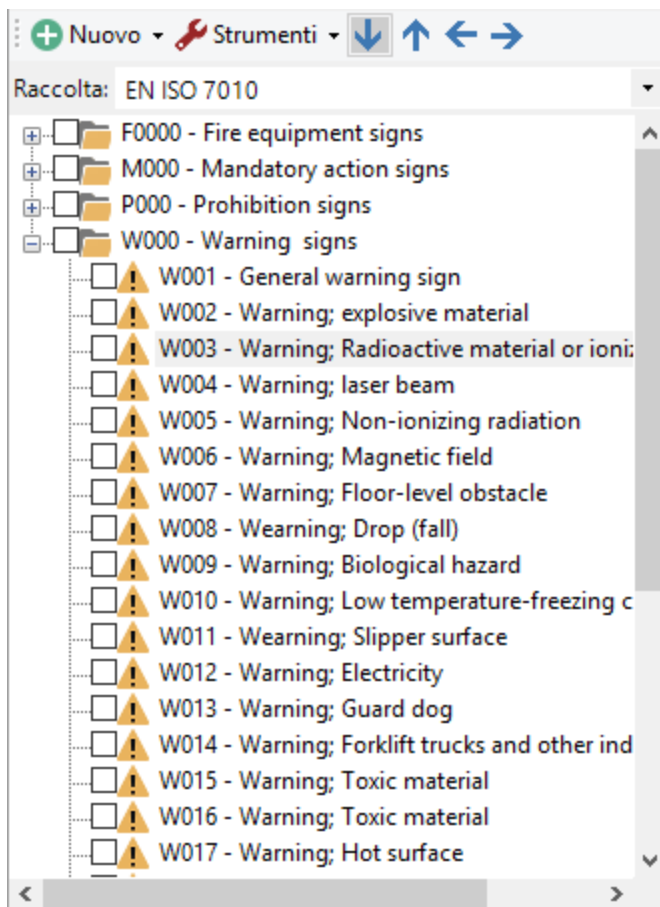 Nuovo Strumenti
Raccolta: EN ISO 7010
F0000 - Fire equipment signs
M000 - Mandatory action signs
P000 - Prohibition signs
W000 - Warning  signs
W001 - General warning sign
W002 - Warning; explosive material
W003 - Warning; Radioactive material or
W004 - Warning; laser beam
W005 - Warning; Non-ionizing radiation
W006 - Warning; Magnetic field
W007 - Warning; Floor-level obstacle
W008 - Wearning; Drop (fall)
W009 - Warning; Biological hazard
W010 - Warning; Low temperature-freezing
W011 - Wearning; Slipper surface
W012 - Warning; Electricity
W013 - Warning; Guard dog
W014 - Warning; Forklift trucks and other ind
W015 - Warning; Toxic material
W016 - Warning; Toxic material
W017 - Warning; Hot surface